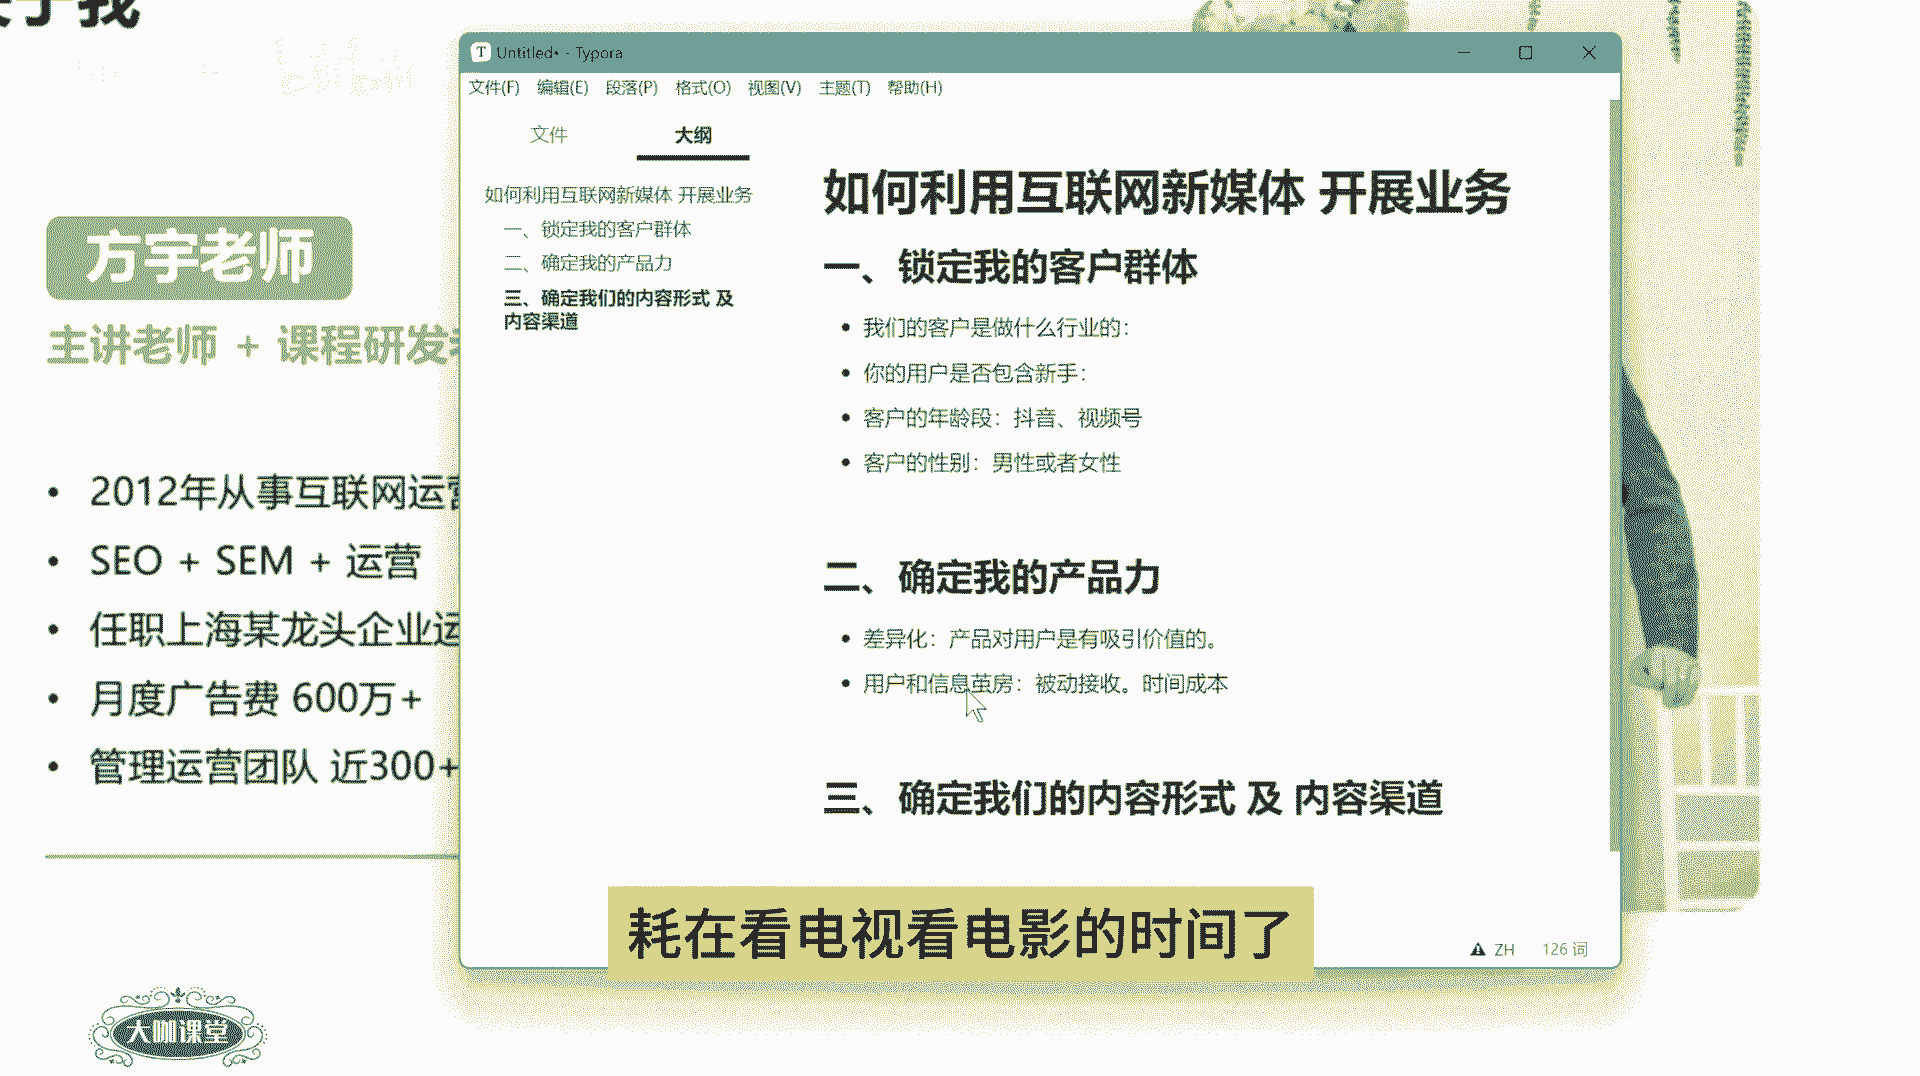 于我
方宇老师
主讲老师 + 课程研发
• 2012年从事互联网运营
• SEO + SEM + 运营
• 任职上海某龙头企业运
• 月度广告费 600万+
• 管理运营团队 近300+
大咖课堂
T Untitled• - Typora
文件(F) 编辑(E) 段落(P) 格式(O) 视图(V) 主题(T) 帮助(H)
文件 大纲
如何利用互联网新媒体 开展业务
一、锁定我的客户群体
二、确定我的产品力
三、确定我们的内容形式 及
内容渠道
如何利用互联网新媒体 开展业务
一、锁定我的客户群体
• 我们的客户是做什么行业的：
• 你的用户是否包含新手：
• 客户的年龄段：抖音、视频号
• 客户的性别：男性或者女性
二、确定我的产品力
• 差异化：产品对用户是有吸引价值的。
• 用户和信息茧房：被动接收。时间成本
三、确定我们的内容形式 及 内容渠道
耗在看电视看电影的时间了
ZH 126 词